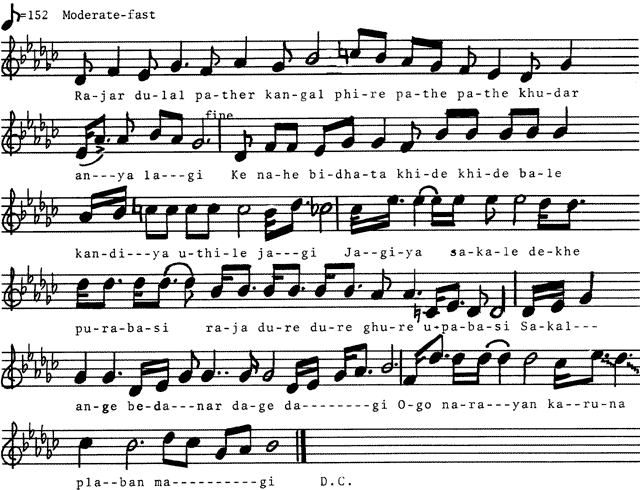 =152 Moderate-fast
Ra-jar du-lal pa-ther kan-gal phi-re pa-the pa-the khu-dar
fine
an---ya la---gi Ke na-he bi-dha-ta khi-de khi-de ba-le
kan-di---ya u-thi-le ja--gi Ja--gi-ya sa-ka-le de-khe
pu-ra-ba-si ra-ja du-re du-re ghu-re u-pa-ba-si Sa-kal---
an-ge be-da---nar da-ge da--------gi O-go na-ra---yan ka--ru-na
pla--ban ma----------gi D.C.